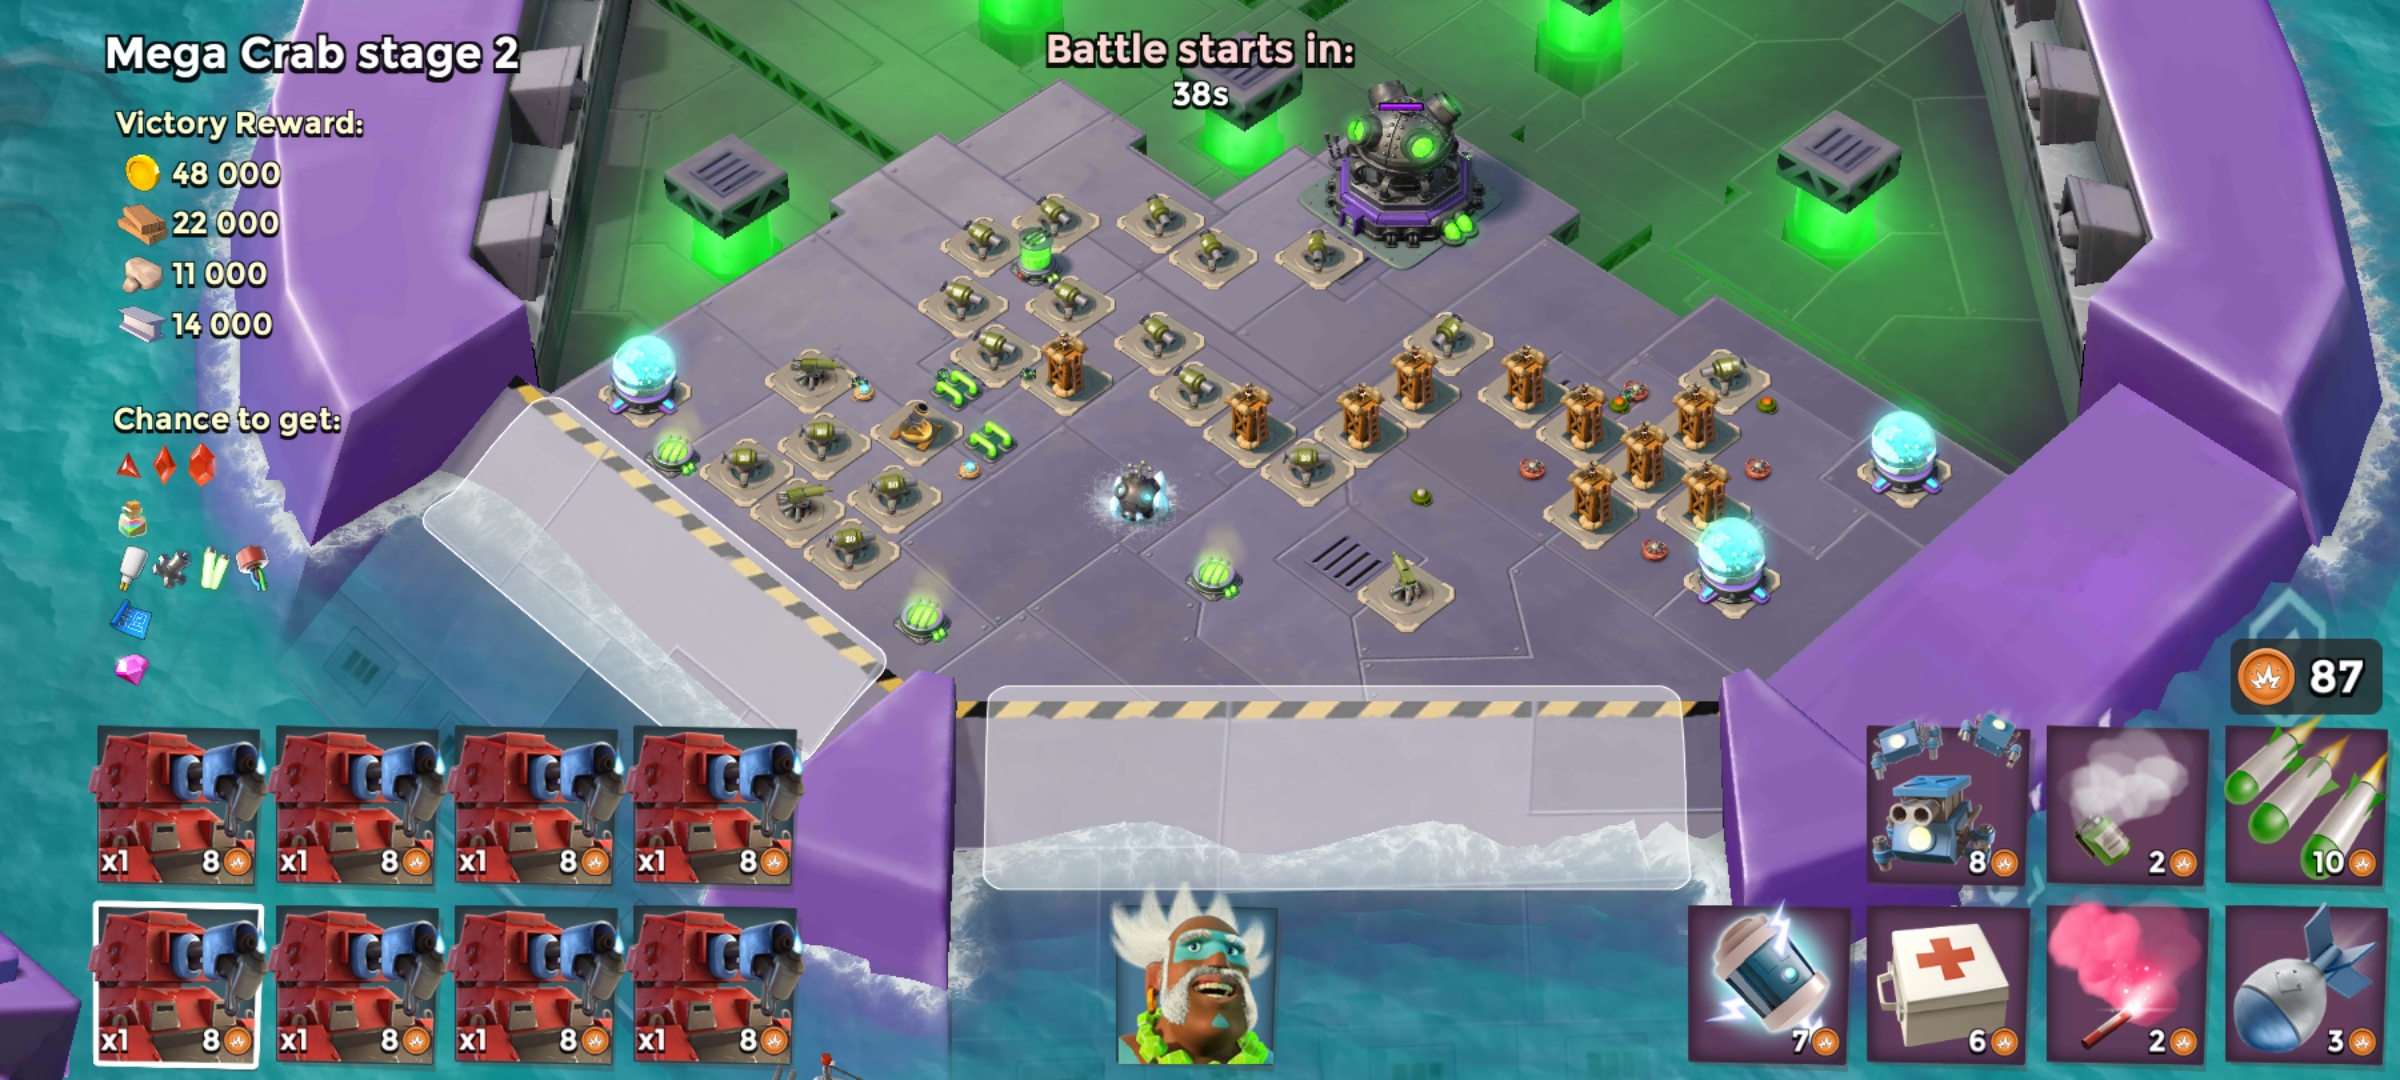 Mega Crab stage 2
Battle starts in:
38s
Victory Reward:
48 000
22 000
11 000
14 000
Chance to get:
87
x1 8
x1 8
x1 8
x1 8
8
2
10
x1 8
x1 8
x1 8
x1 8
7
6
2
3